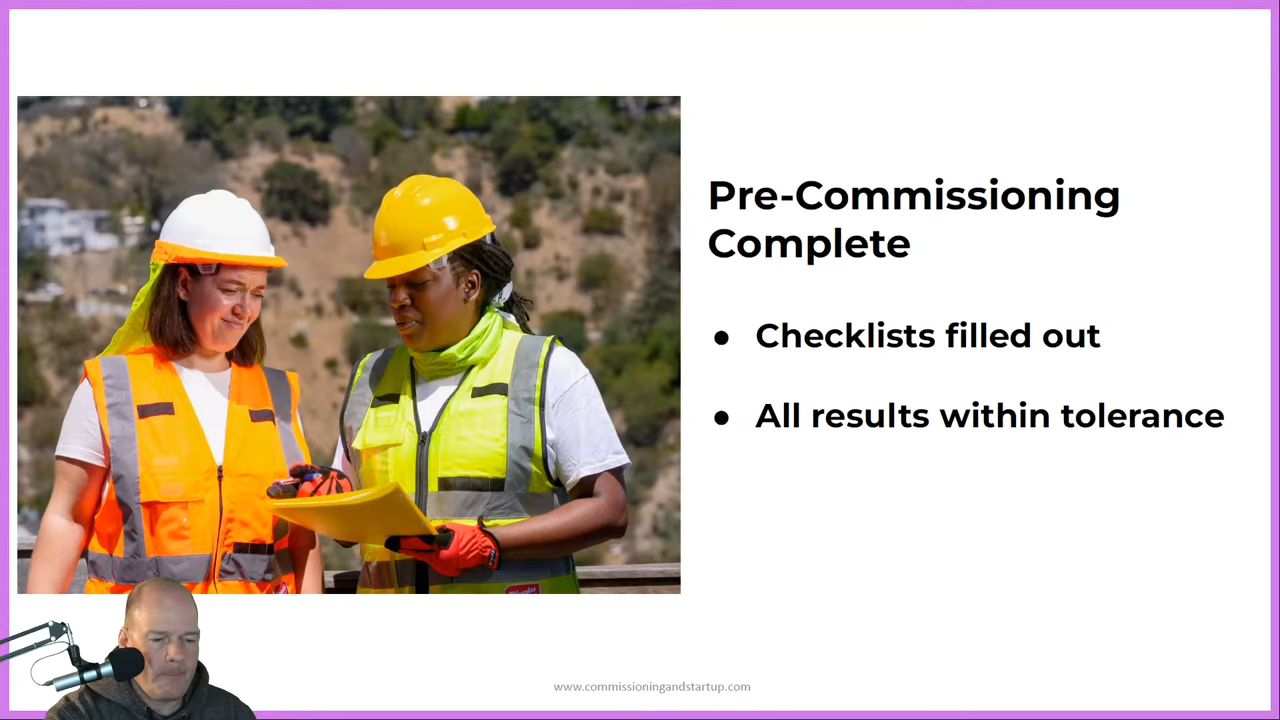 Pre-Commissioning
Complete
● Checklists filled out
● All results within tolerance
www.commissioningandstartup.com